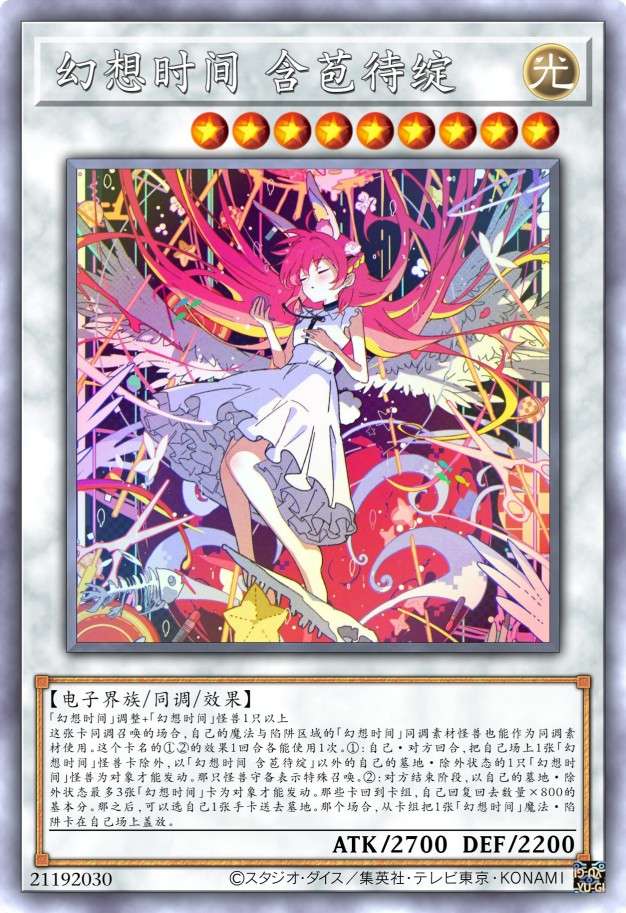 幻想时间 含苞待绽
光
【电子界族/同调/效果】
「幻想时间」调整+「幻想时间」怪兽1只以上
这张卡同调召唤的场合,自己的魔法与陷阱区域的「幻想时间」同调素材怪兽也能作为同调素
材使用。这个卡名的①,②的效果1回合各能使用1次。①:自己·对方回合,把自己场上1张「幻
想时间」怪兽卡除外,以「幻想时间 含苞待绽」以外的自己的墓地·除外状态的1只「幻想时
间」怪兽为对象才能发动。那只怪兽守备表示特殊召唤。②:对方结束阶段,以自己的墓地·除
外状态最多3张「幻想时间」卡为对象才能发动。那些卡回到卡组,自己回复回去数量×800的
基本分。那之后,可以选自己1张手卡送去墓地。那个场合,从卡组把1张「幻想时间」魔法·陷
阱卡在自己场上盖放。
ATK/2700 DEF/2200
21192030
©スタジオ·ダイス/集英社·テレビ東京·KONAMI
YU-GI